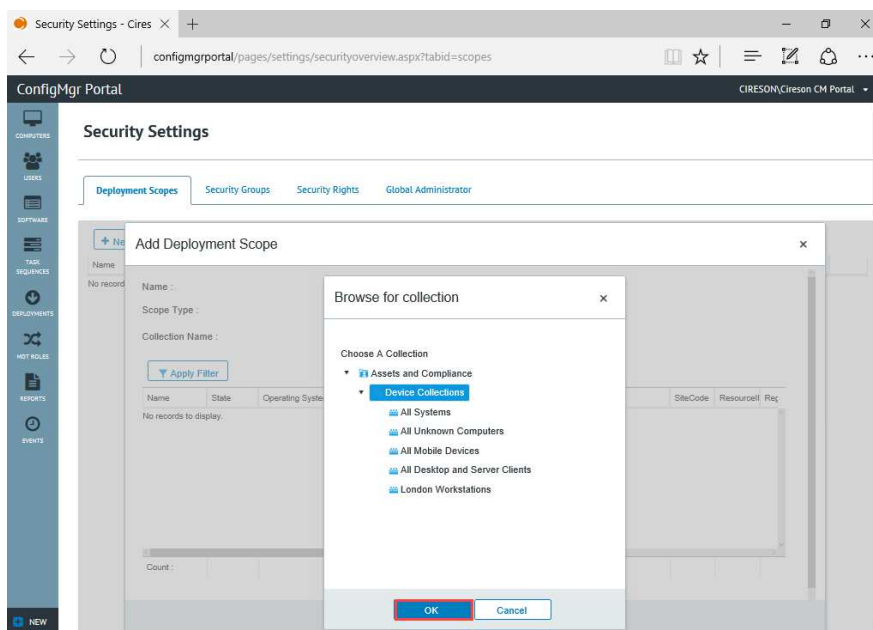 Security Settings - Cires
configmgrportal/pages/settings/securityoverview.aspx?tabid=scopes
ConfigMgr Portal
CIRESON\Cireson CM Portal
COMPUTERS
USERS
SOFTWARE
TASK SEQUENCES
DEPLOYMENTS
MGT ROLES
REPORTS
EVENTS
NEW
Security Settings
Deployment Scopes Security Groups Security Rights Global Administrator
+ Ne
Name
No record
Add Deployment Scope
Name :
Scope Type :
Collection Name :
Apply Filter
Name State Operating Syste SiteCode ResourceI Reç
No records to display.
Count :
Browse for collection
Choose A Collection
Assets and Compliance
Device Collections
All Systems
All Unknown Computers
All Mobile Devices
All Desktop and Server Clients
London Workstations
OK Cancel